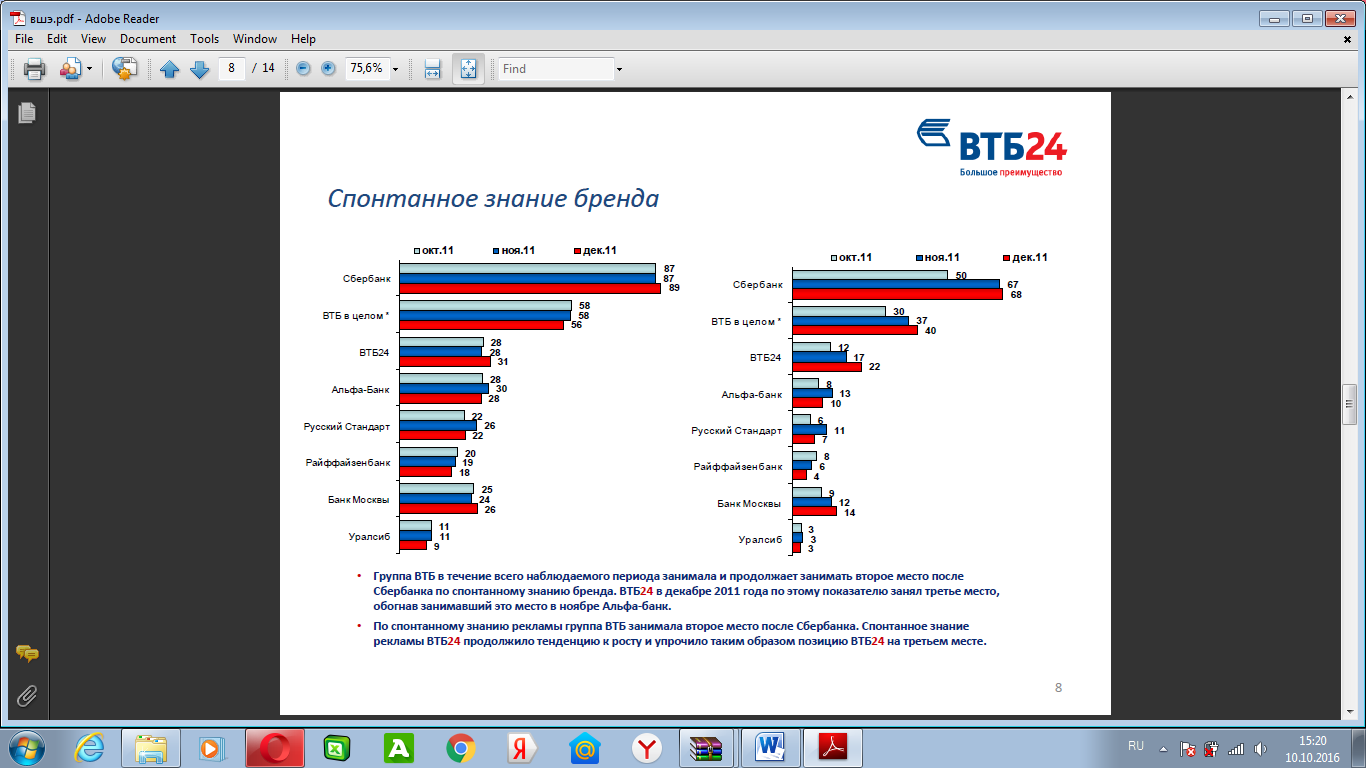 вшэ.pdf - Adobe Reader
File Edit View Document Tools Window Help
8 / 14 75,6% Find
ВТБ24
Большое преимущество
Спонтанное знание бренда
окт.11 ноя.11 дек.11
Сбербанк 87 87 89
ВТБ в целом * 58 58 56
ВТБ24 28 28 31
Альфа-Банк 28 30 28
Русский Стандарт 22 26 22
Райффайзенбанк 20 19 18
Банк Москвы 25 24 26
Уралсиб 11 11 9
окт.11 ноя.11 дек.11
Сбербанк 50 67 68
ВТБ в целом * 30 37 40
ВТБ24 12 17 22
Альфа-банк 8 13 10
Русский Стандарт 6 11 7
Райффайзенбанк 8 6 4
Банк Москвы 9 12 14
Уралсиб 3 3 3
• Группа ВТБ в течение всего наблюдаемого периода занимала и продолжает занимать второе место после
Сбербанка по спонтанному знанию бренда. ВТБ24 в декабре 2011 года по этому показателю занял третье место,
обогнав занимавший это место в ноябре Альфа-банк.
• По спонтанному знанию рекламы группа ВТБ занимала второе место после Сбербанка. Спонтанное знание
рекламы ВТБ24 продолжило тенденцию к росту и упрочило таким образом позицию ВТБ24 на третьем месте.
8
RU 15:20
10.10.2016